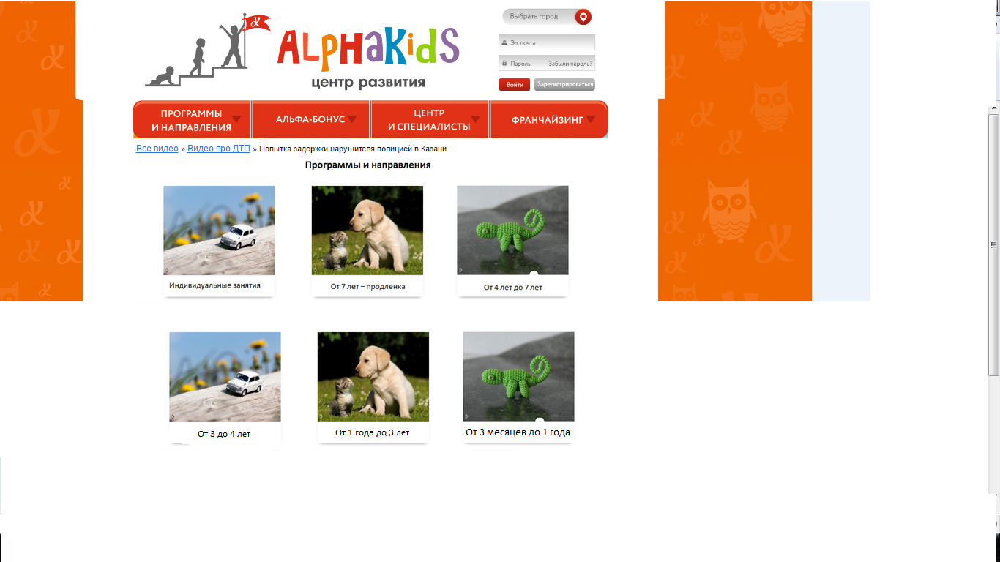 Выбрать город
ALPHAKIDS
центр развития
Эл. почта
Пароль Забыли пароль?
Войти Зарегистрироваться
ПРОГРАММЫ
И НАПРАВЛЕНИЯ
АЛЬФА-БОНУС
ЦЕНТР
И СПЕЦИАЛИСТЫ
ФРАНЧАЙЗИНГ
Все видео » Видео про ДТП » Попытка задержки нарушителя полицией в Казани
Программы и направления
Индивидуальные занятия
От 7 лет – продленка
От 4 лет до 7 лет
От 3 до 4 лет
От 1 года до 3 лет
От 3 месяцев до 1 года